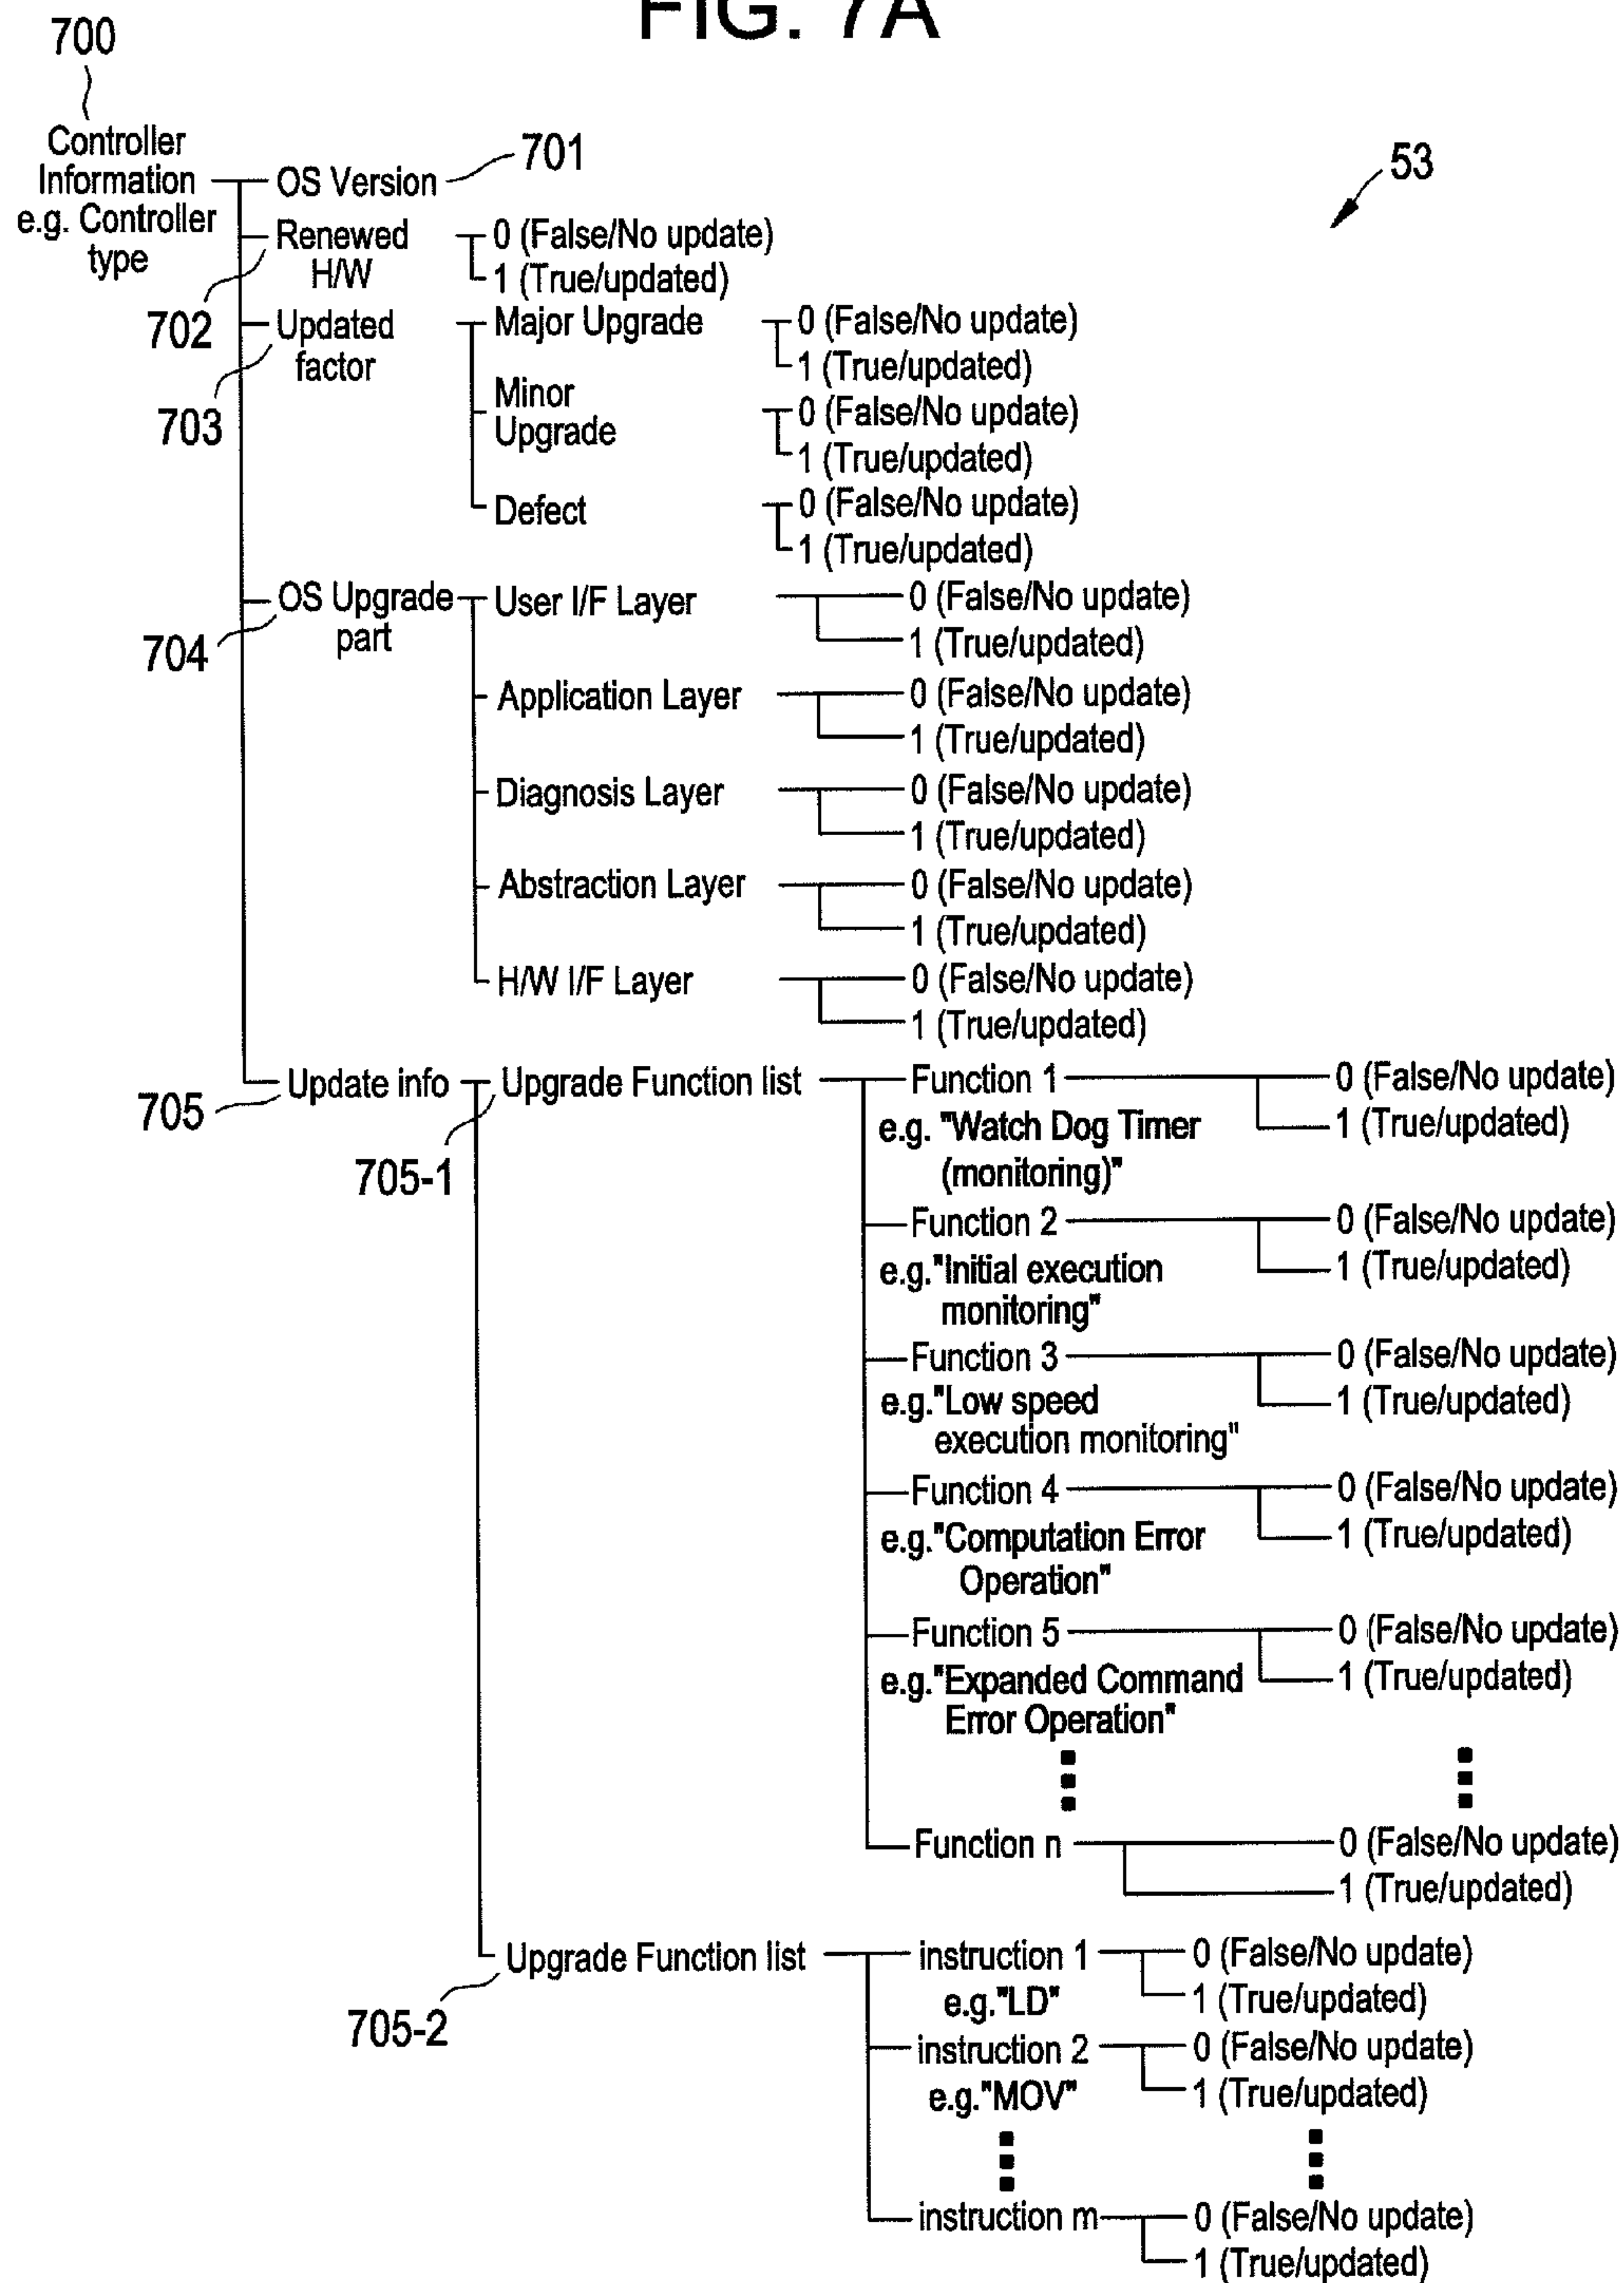 FIG. 7A
700
Controller
Information
e.g. Controller
type
OS Version
701
53
Renewed
H/W
702
0 (False/No update)
1 (True/updated)
Updated
factor
703
Major Upgrade
0 (False/No update)
1 (True/updated)
Minor
Upgrade
0 (False/No update)
1 (True/updated)
Defect
0 (False/No update)
1 (True/updated)
OS Upgrade
part
704
User I/F Layer
0 (False/No update)
1 (True/updated)
Application Layer
0 (False/No update)
1 (True/updated)
Diagnosis Layer
0 (False/No update)
1 (True/updated)
Abstraction Layer
0 (False/No update)
1 (True/updated)
H/W I/F Layer
0 (False/No update)
1 (True/updated)
Update info
705
Upgrade Function list
705-1
Function 1
e.g. "Watch Dog Timer
(monitoring)"
0 (False/No update)
1 (True/updated)
Function 2
e.g."Initial execution
monitoring"
0 (False/No update)
1 (True/updated)
Function 3
e.g."Low speed
execution monitoring"
0 (False/No update)
1 (True/updated)
Function 4
e.g."Computation Error
Operation"
0 (False/No update)
1 (True/updated)
Function 5
e.g."Expanded Command
Error Operation"
0 (False/No update)
1 (True/updated)
Function n
0 (False/No update)
1 (True/updated)
Upgrade Function list
705-2
instruction 1
e.g."LD"
0 (False/No update)
1 (True/updated)
instruction 2
e.g."MOV"
0 (False/No update)
1 (True/updated)
instruction m
0 (False/No update)
1 (True/updated)